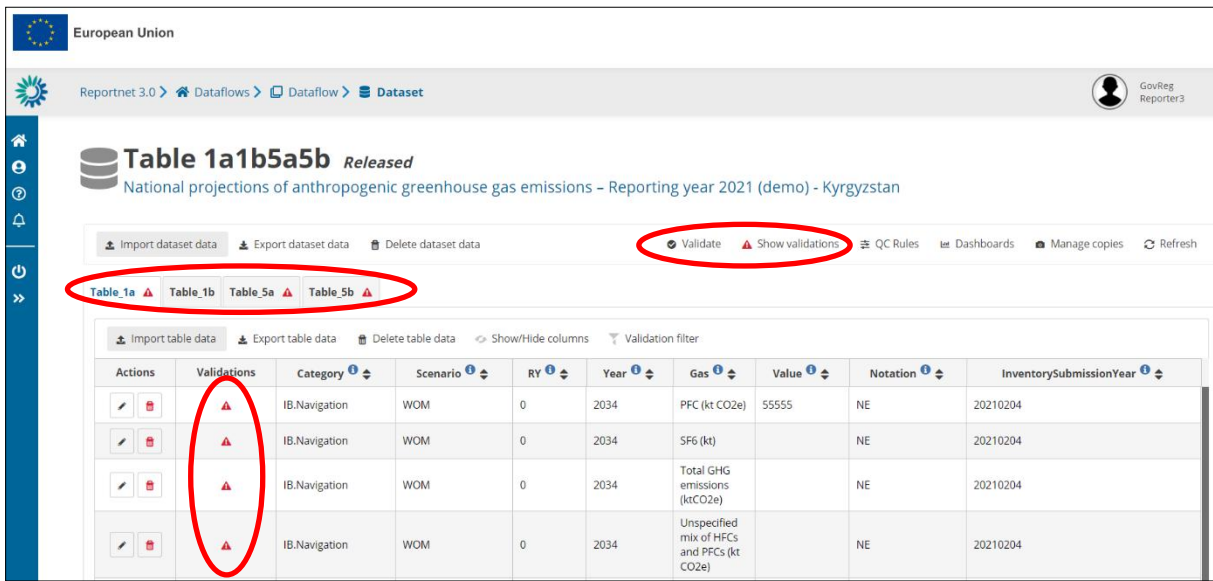 European Union
Reportnet 3.0 > Dataflows > Dataflow > Dataset
GovReg
Reporter3
Table 1a1b5a5b Released
National projections of anthropogenic greenhouse gas emissions – Reporting year 2021 (demo) - Kyrgyzstan
Import dataset data Export dataset data Delete dataset data Validate Show validations QC Rules Dashboards Manage copies Refresh
Table_1a Table_1b Table_5a Table_5b
Import table data Export table data Delete table data Show/Hide columns Validation filter
Actions Validations Category Scenario RY Year Gas Value Notation InventorySubmissionYear
IB.Navigation WOM 0 2034 PFC (kt CO2e) 55555 NE 20210204
IB.Navigation WOM 0 2034 SF6 (kt) NE 20210204
IB.Navigation WOM 0 2034 Total GHG
emissions
(ktCO2e) NE 20210204
IB.Navigation WOM 0 2034 Unspecified
mix of HFCs
and PFCs (kt
CO2e) NE 20210204